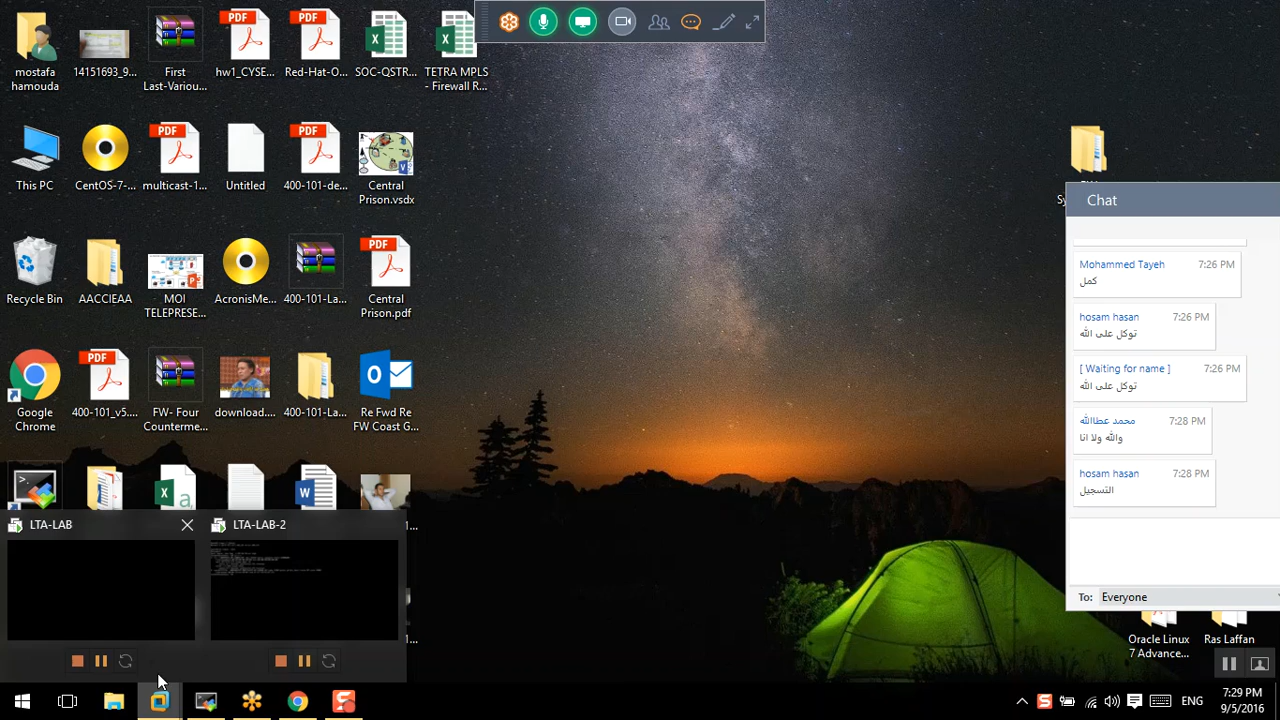 mostafa
hamouda
14151693_9...
First
Last-Variou...
hw1_CYSE...
Red-Hat-O...
SOC-QSTR...
TETRA MPLS
- Firewall R...
This PC
CentOS-7-...
PDF
multicast-1...
Untitled
PDF
400-101-de...
Central
Prison.vsdx
Recycle Bin
AACCIEAA
MOI
TELEPRESE...
AcronisMe...
400-101-La...
PDF
Central
Prison.pdf
Google
Chrome
PDF
400-101_v5....
FW- Four
Counterme...
download....
400-101-La...
Re Fwd Re
FW Coast G...
LTA-LAB
LTA-LAB-2
Chat
Mohammed Tayeh 7:26 PM
كمل
hosam hasan 7:26 PM
توكل على الله
[ Waiting for name ] 7:26 PM
توكل على الله
محمد عطاالله 7:28 PM
والله ولا انا
hosam hasan 7:28 PM
التسجيل
To: Everyone
Oracle Linux
7 Advance...
Ras Laffan
ENG
7:29 PM
9/5/2016